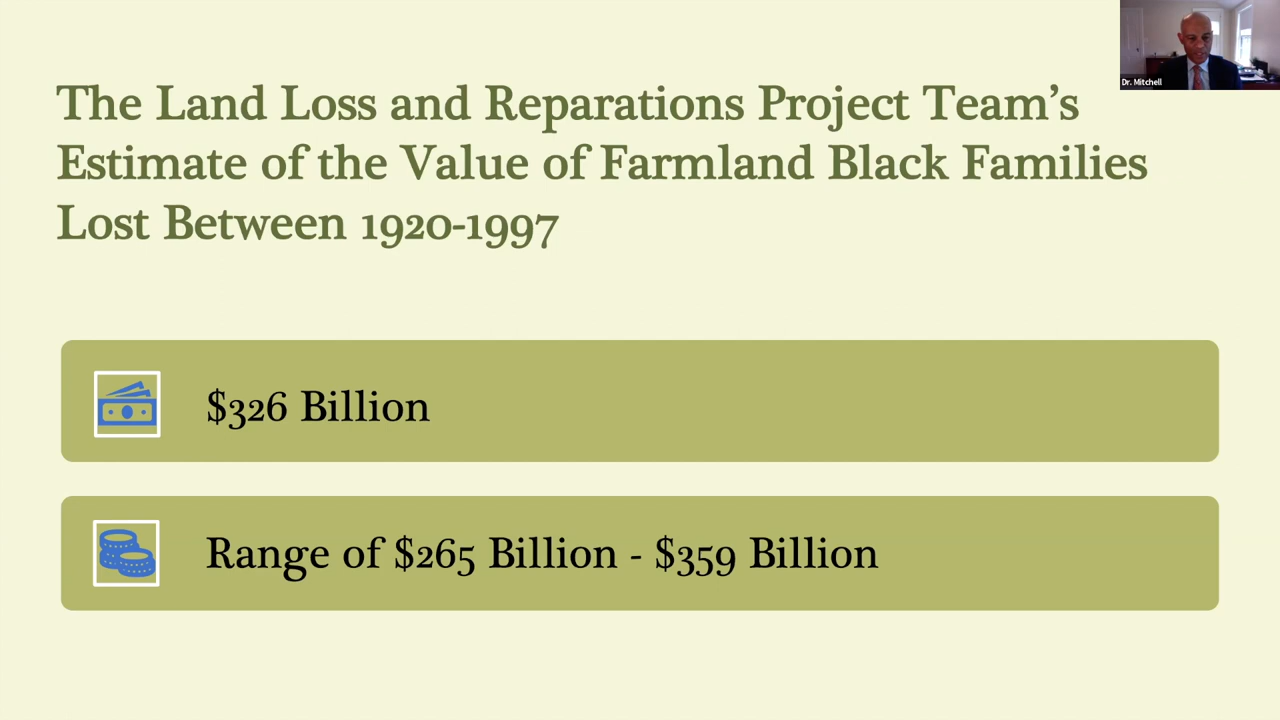 Dr. Mitchell
The Land Loss and Reparations Project Team’s
Estimate of the Value of Farmland Black Families
Lost Between 1920-1997
$326 Billion
Range of $265 Billion - $359 Billion